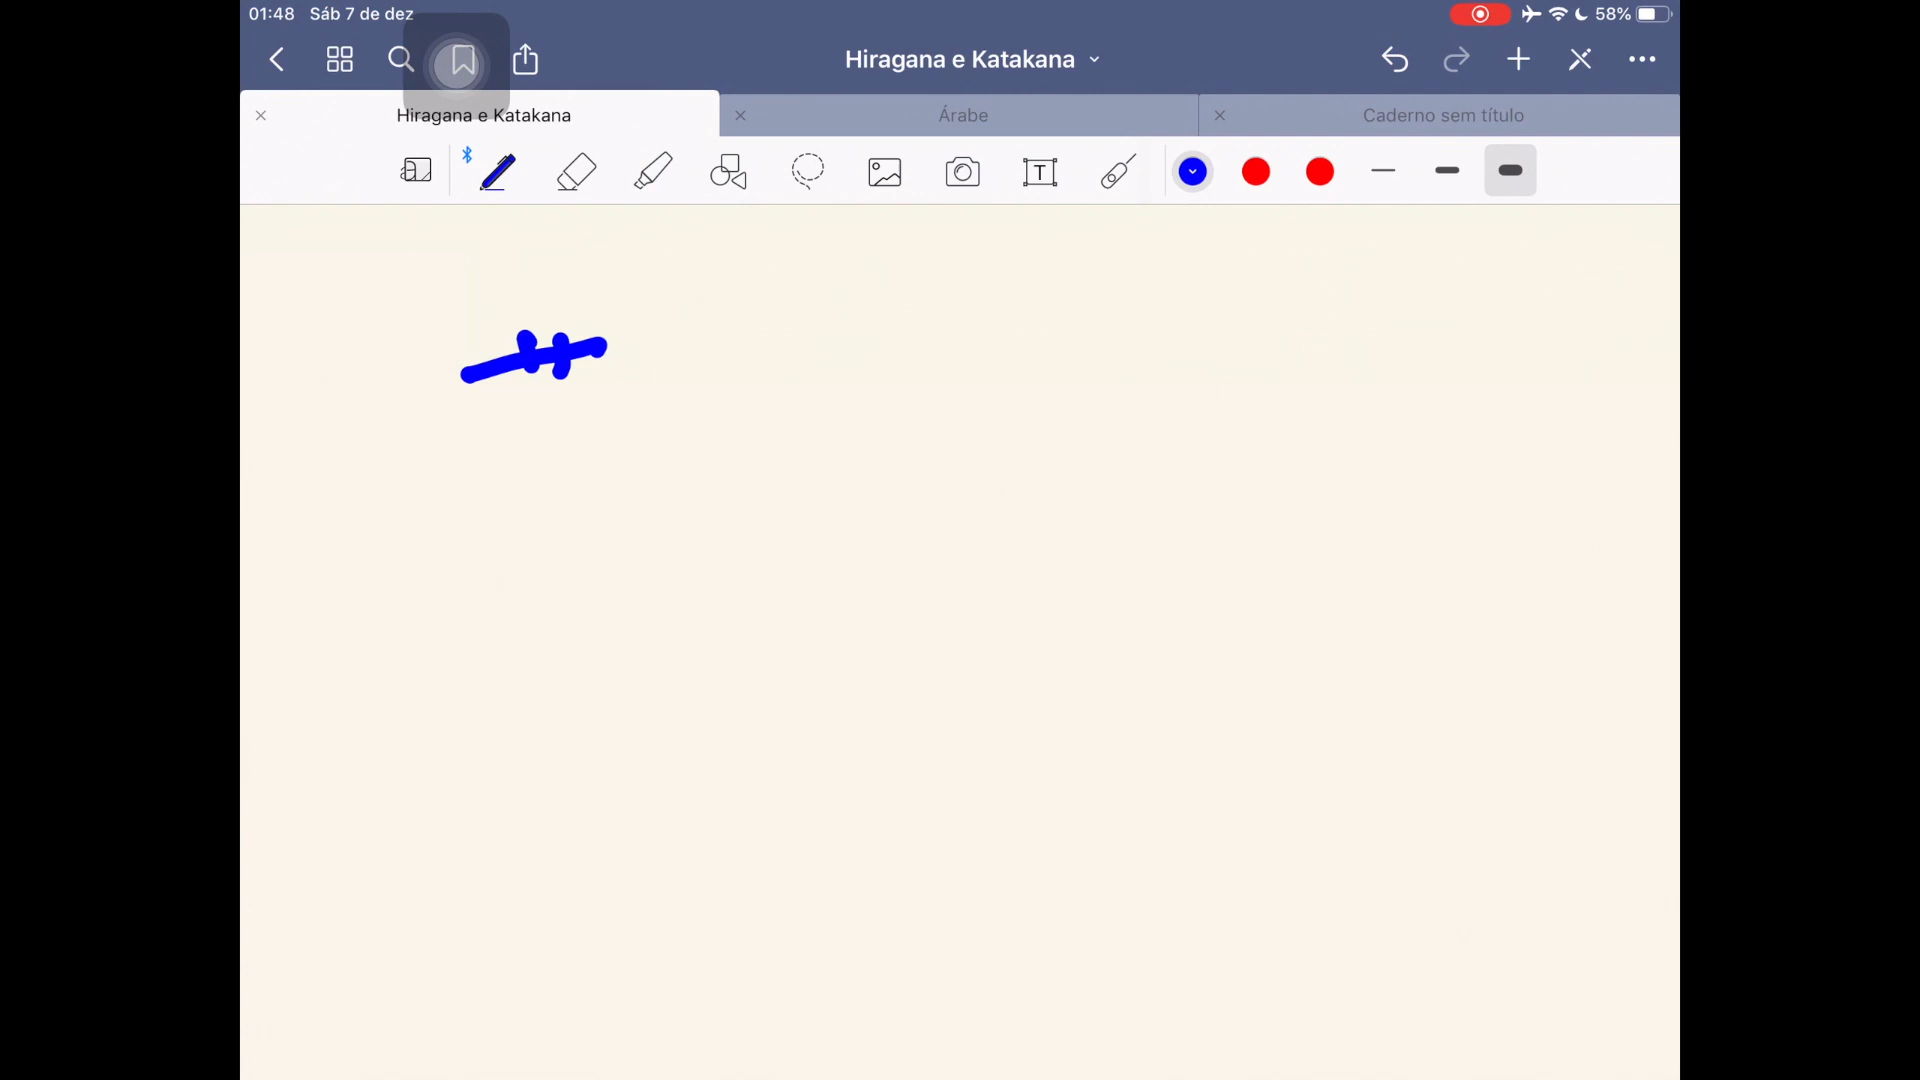 01:48 Sáb 7 de dez 58%
Hiragana e Katakana
Hiragana e Katakana Árabe Caderno sem título